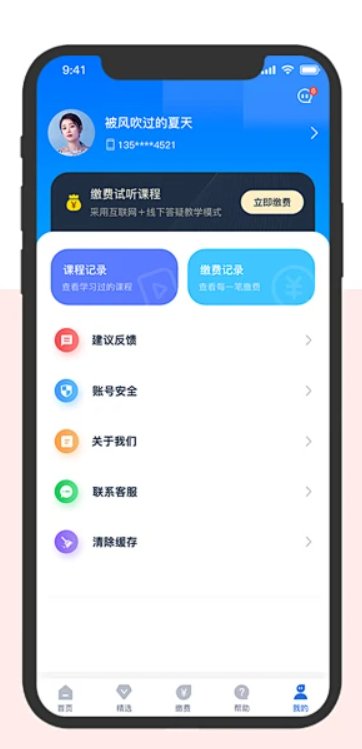 9:41
6
被风吹过的夏天
135****4521
缴费试听课程
采用互联网+线下答疑教学模式
立即缴费
课程记录
查看学习过的课程
缴费记录
查看每一笔缴费
建议反馈
账号安全
关于我们
联系客服
清除缓存
首页
精选
缴费
帮助
我的